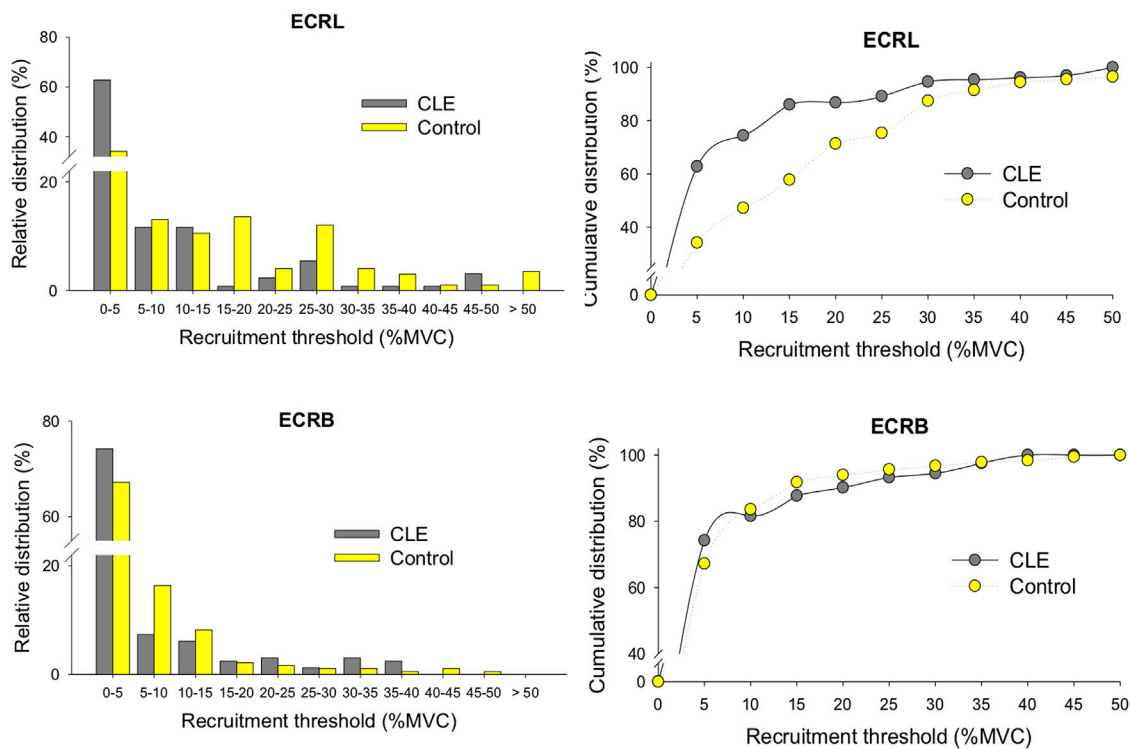 ECRL
Relative distribution (%)
80
60
40
20
0
CLE
Control
0-5 5-10 10-15 15-20 20-25 25-30 30-35 35-40 40-45 45-50 > 50
Recruitment threshold (%MVC)
ECRL
Cumulative distribution (%)
100
80
60
40
0
CLE
Control
0 5 10 15 20 25 30 35 40 45 50
Recruitment threshold (%MVC)
ECRB
Relative distribution (%)
80
60
20
0
CLE
Control
0-5 5-10 10-15 15-20 20-25 25-30 30-35 35-40 40-45 45-50 > 50
Recruitment threshold (%MVC)
ECRB
Cumulative distribution (%)
100
80
60
40
0
CLE
Control
0 5 10 15 20 25 30 35 40 45 50
Recruitment threshold (%MVC)